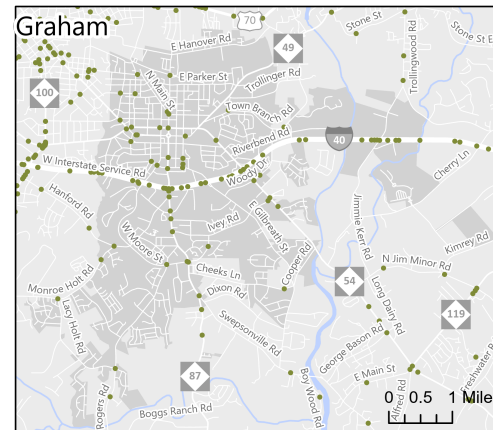 Graham
70
Stone St
Stone St E
E Hanover Rd
49
Trollingwood Rd
N Main St
E Parker St
Trollinger Rd
100
Town Branch Rd
Riverbend Rd
40
W Interstate Service Rd
Woody Dr
Cherry Ln
Hanford Rd
Jimmie Kerr Rd
Ivey Rd
E Gilbreath St
W Moore St
Kimrey Rd
N Jim Minor Rd
Cheeks Ln
Cooper Rd
54
Monroe Holt Rd
Dixon Rd
Long Dairy Rd
119
Lacy Holt Rd
Swepsonville Rd
George Bason Rd
87
E Main St
Freshwater R
Boy Wood Rd
Alfred Rd
Rogers Rd
Boggs Ranch Rd
0 0.5 1 Mile